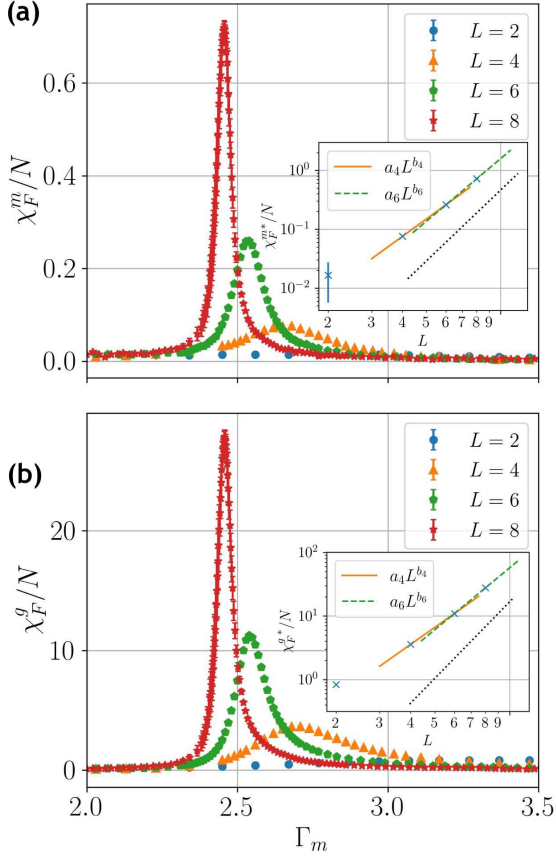 (a)
χ_F^m/N
0.6
0.4
0.2
0.0
L = 2
L = 4
L = 6
L = 8
χ_F^{m*}/N
10^0
10^{-1}
10^{-2}
a_4L^{b_4}
a_6L^{b_6}
2 3 4 5 6 7 8 9
L
(b)
χ_F^g/N
20
10
0
L = 2
L = 4
L = 6
L = 8
χ_F^{g*}/N
10^2
10^1
10^0
a_4L^{b_4}
a_6L^{b_6}
2 3 4 5 6 7 8 9
L
2.0 2.5 3.0 3.5
Γ_m